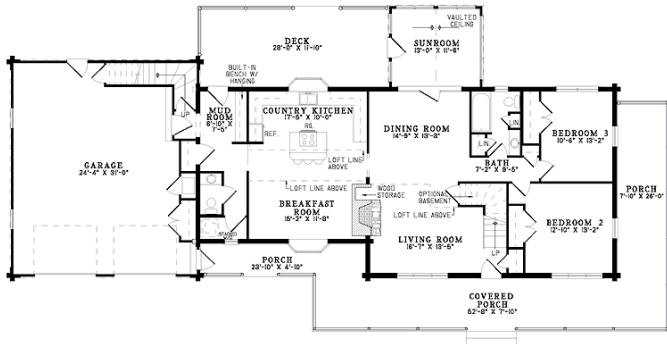 VAULTED
CEILING
DECK
28'-0" X 11'-10"
SUNROOM
13'-0" X 11'-6"
BUILT-IN
BENCH W/
HANGING
UP
MUD
ROOM
6'-10" X
7'-5"
COUNTRY KITCHEN
17'-5" X 10'-0"
REF.
DINING ROOM
14'-9" X 13'-8"
LIN.
LIN.
BEDROOM 3
10'-6" X 13'-2"
GARAGE
24'-4" X 31'-0"
LOFT LINE
ABOVE
BATH
7'-2" X 9'-5"
LOFT LINE ABOVE
WOOD
STORAGE
OPTIONAL
BASEMENT
PORCH
7'-10" X 26'-0"
BREAKFAST
ROOM
15'-2" X 11'-8"
LOFT LINE ABOVE
BEDROOM 2
12'-10" X 13'-2"
LIVING ROOM
16'-7" X 13'-5"
UP
PORCH
23'-10" X 4'-10"
COVERED
PORCH
52'-8" X 7'-10"